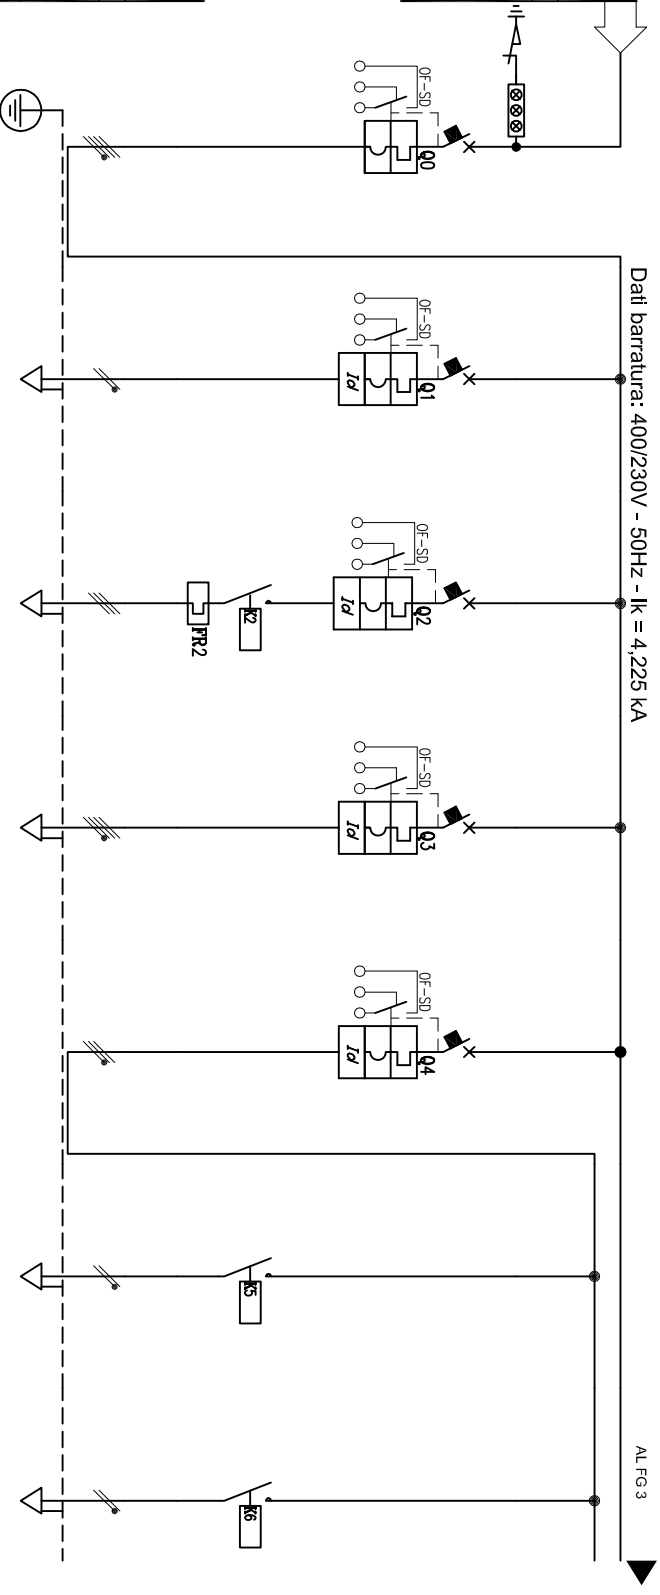 Dati barratura: 400/230V - 50Hz - Ik = 4,225 kA
AL FG 3
OF-SD
Q0
OF-SD
Q1
Id
OF-SD
Q2
Id
K2
FR2
OF-SD
Q3
Id
OF-SD
Q4
Id
K5
K6